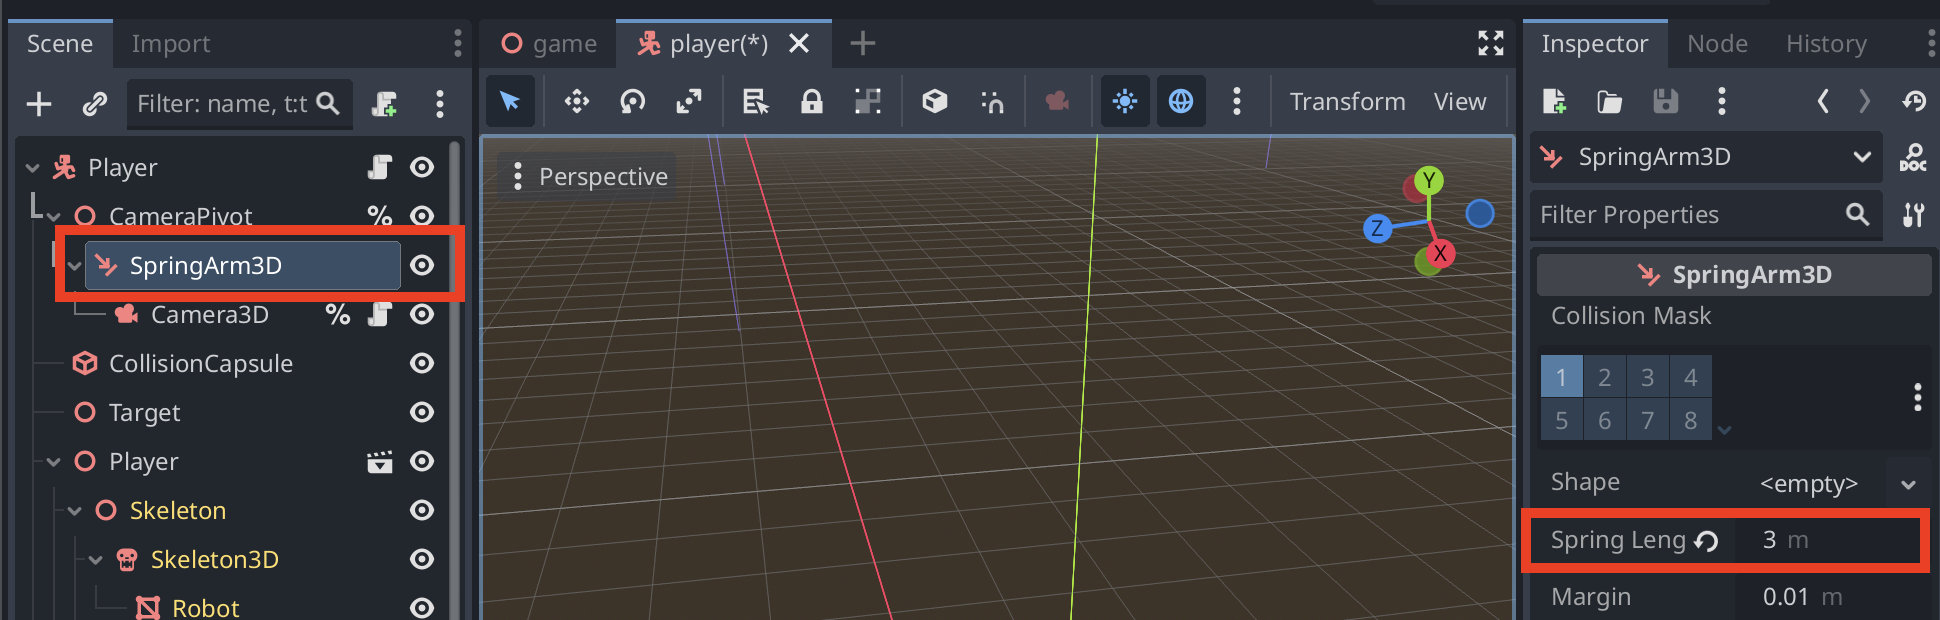 Scene
Import
Filter: name, t:t
Player
CameraPivot
%
SpringArm3D
Camera3D
%
CollisionCapsule
Target
Player
Skeleton
Skeleton3D
Robot
game
player(*)
Transform
View
Perspective
Y
Z
X
Inspector
Node
History
SpringArm3D
DOC
Filter Properties
SpringArm3D
Collision Mask
1 2 3 4
5 6 7 8
Shape <empty>
Spring Leng 3 m
Margin 0.01 m